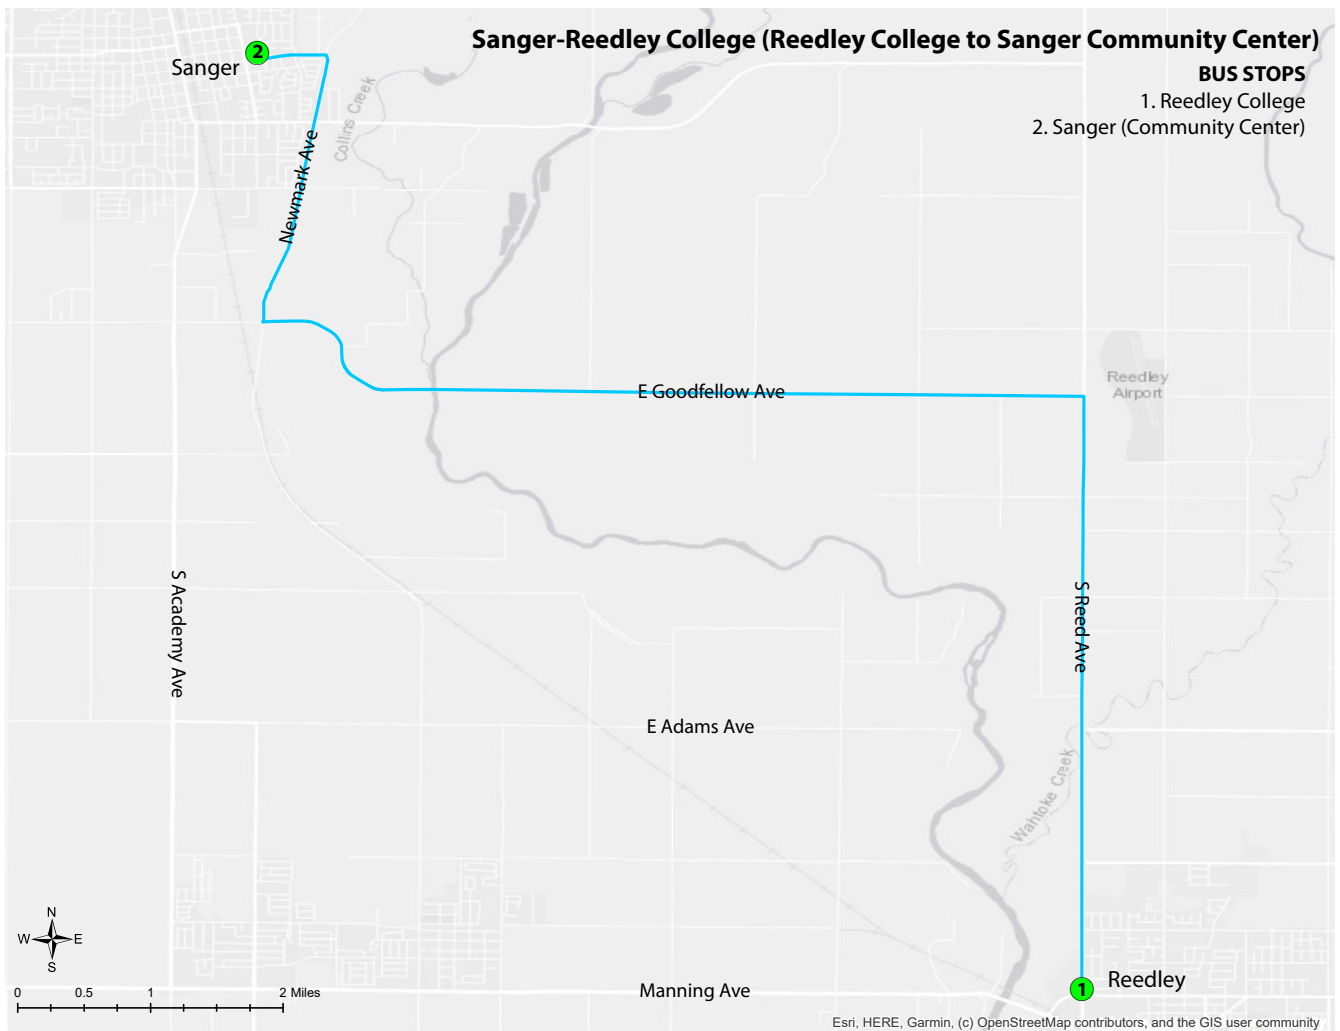 Sanger-Reedley College (Reedley College to Sanger Community Center)
BUS STOPS
1. Reedley College
2. Sanger (Community Center)
2
Sanger
Collins Creek
Newmark Ave
E Goodfellow Ave
Reedley
Airport
S Academy Ave
S Reed Ave
E Adams Ave
Wahtoke Creek
N
W E
S
0 0.5 1 2 Miles
Manning Ave
1
Reedley
Esri, HERE, Garmin, (c) OpenStreetMap contributors, and the GIS user community